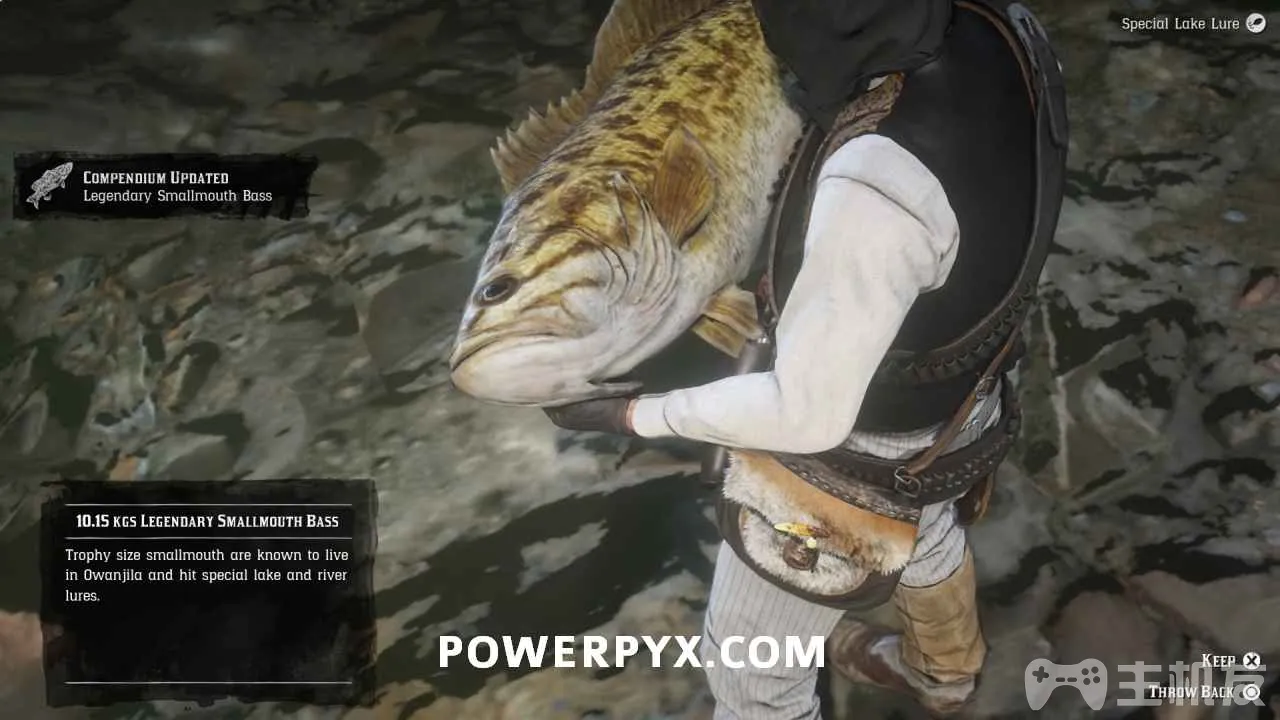 Special Lake Lure
Compendium Updated
Legendary Smallmouth Bass
10.15 KGS Legendary Smallmouth Bass
Trophy size smallmouth are known to live
in Owanjila and hit special lake and river
lures.
POWERPYX.COM
Keep
Throw Back
主机友